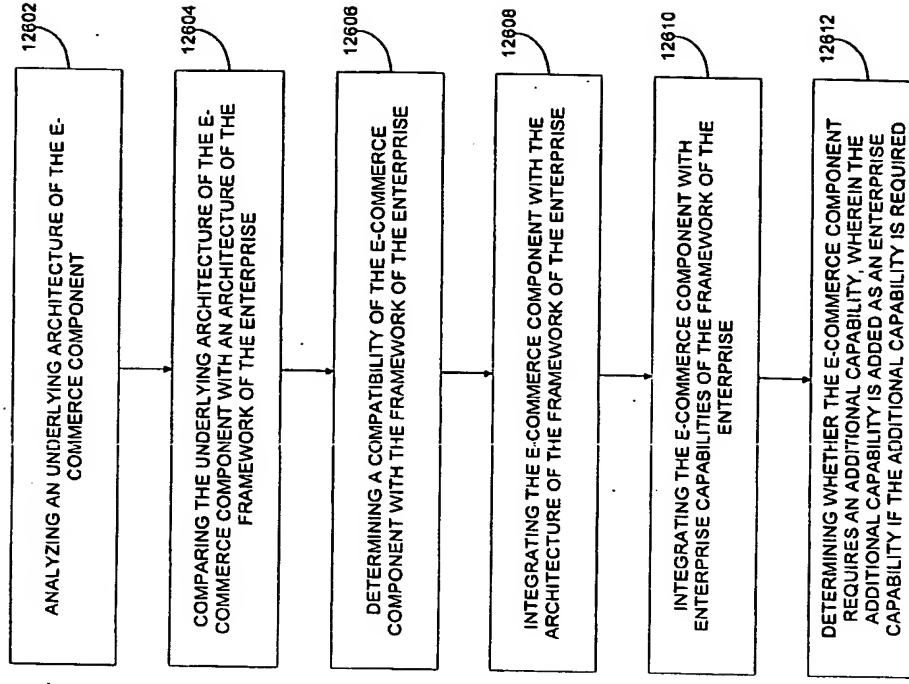 12602
ANALYZING AN UNDERLYING ARCHITECTURE OF THE E-
COMMERCE COMPONENT
12604
COMPARING THE UNDERLYING ARCHITECTURE OF THE E-
COMMERCE COMPONENT WITH AN ARCHITECTURE OF THE
FRAMEWORK OF THE ENTERPRISE
12606
DETERMINING A COMPATIBILITY OF THE E-COMMERCE
COMPONENT WITH THE FRAMEWORK OF THE ENTERPRISE
12608
INTEGRATING THE E-COMMERCE COMPONENT WITH THE
ARCHITECTURE OF THE FRAMEWORK OF THE ENTERPRISE
12610
INTEGRATING THE E-COMMERCE COMPONENT WITH
ENTERPRISE CAPABILITIES OF THE FRAMEWORK OF THE
ENTERPRISE
12612
DETERMINING WHETHER THE E-COMMERCE COMPONENT
REQUIRES AN ADDITIONAL CAPABILITY, WHEREIN THE
ADDITIONAL CAPABILITY IS ADDED AS AN ENTERPRISE
CAPABILITY IF THE ADDITIONAL CAPABILITY IS REQUIRED